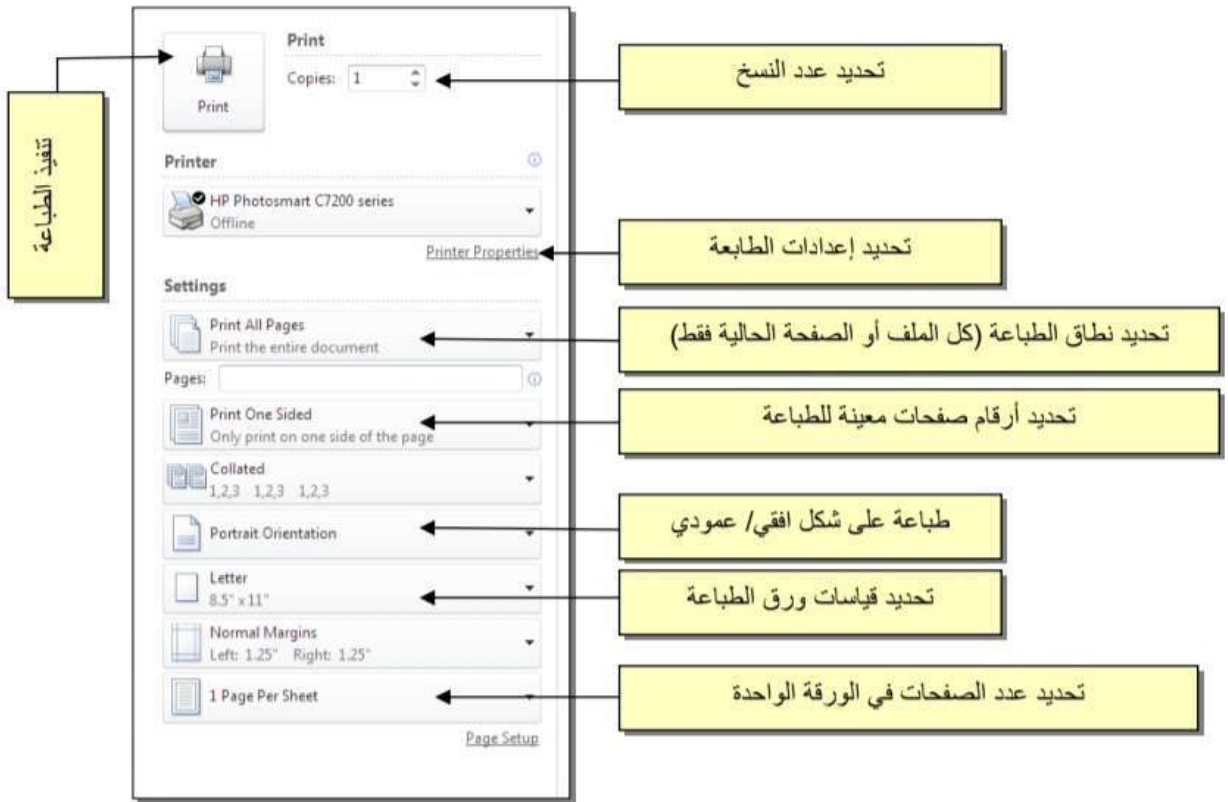 Print
Copies: 1
تحديد عدد النسخ
Print
تنفيذ الطباعة
Printer
HP Photosmart C7200 series
Offline
Printer Properties
تحديد إعدادات الطابعة
Settings
Print All Pages
Print the entire document
تحديد نطاق الطباعة (كل الملف أو الصفحة الحالية فقط)
Pages:
Print One Sided
Only print on one side of the page
تحديد أرقام صفحات معينة للطباعة
Collated
1,2,3 1,2,3 1,2,3
Portrait Orientation
طباعة على شكل افقي/ عمودي
Letter
8.5" x 11"
تحديد قياسات ورق الطباعة
Normal Margins
Left: 1.25" Right: 1.25"
1 Page Per Sheet
تحديد عدد الصفحات في الورقة الواحدة
Page Setup